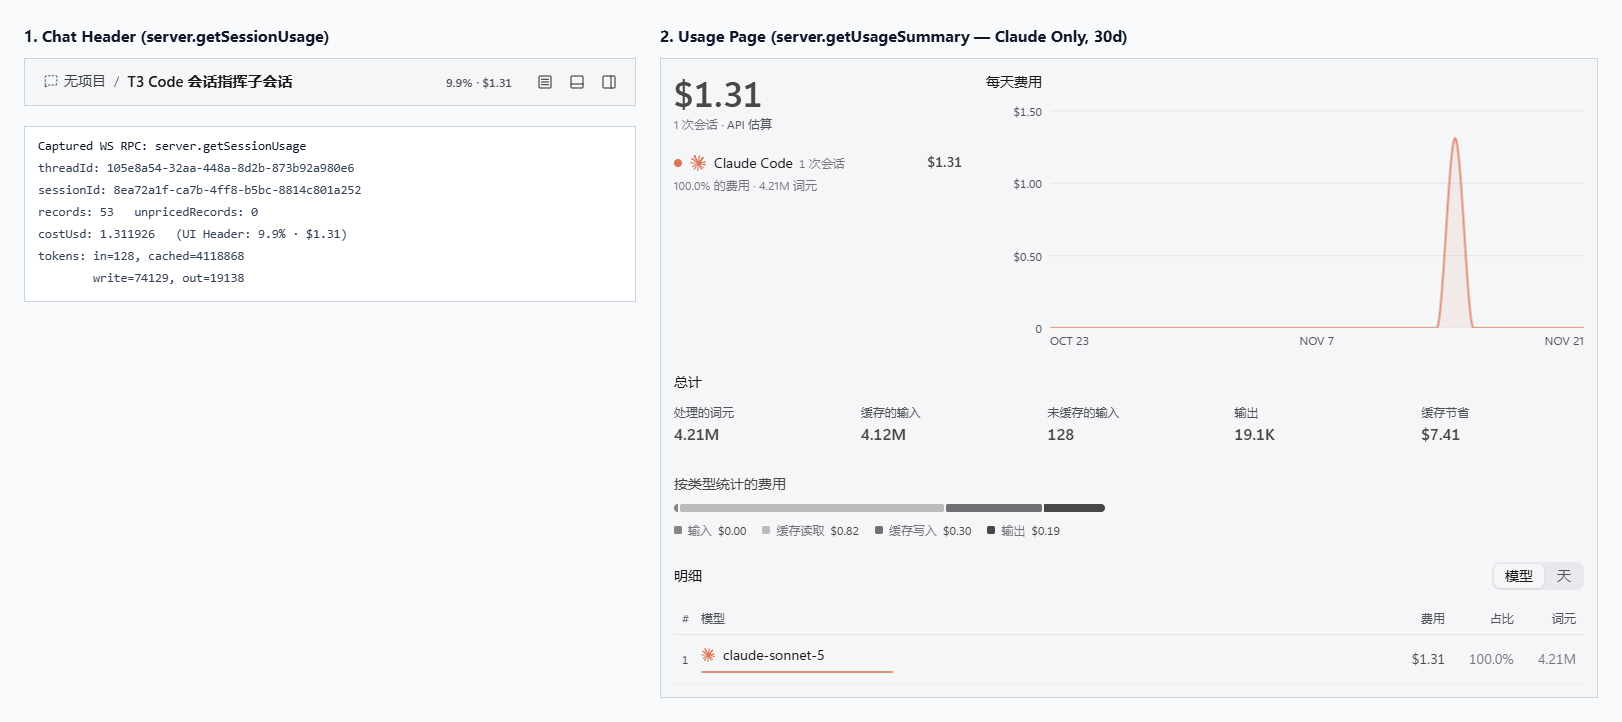 1. Chat Header (server.getSessionUsage)
无项目 / T3 Code 会话指挥子会话
9.9% · $1.31
Captured WS RPC: server.getSessionUsage
threadId: 105e8a54-32aa-448a-8d2b-873b92a980e6
sessionId: 8ea72a1f-ca7b-4ff8-b5bc-8814c801a252
records: 53   unpricedRecords: 0
costUsd: 1.311926   (UI Header: 9.9% · $1.31)
tokens: in=128, cached=4118868
write=74129, out=19138
2. Usage Page (server.getUsageSummary — Claude Only, 30d)
$1.31
1 次会话 · API 估算
Claude Code 1 次会话 $1.31
100.0% 的费用 · 4.21M 词元
每天费用
$1.50
$1.00
$0.50
0
OCT 23 NOV 7 NOV 21
总计
处理的词元 缓存的输入 未缓存的输入 输出 缓存节省
4.21M 4.12M 128 19.1K $7.41
按类型统计的费用
输入 $0.00 缓存读取 $0.82 缓存写入 $0.30 输出 $0.19
明细 模型 天
# 模型 费用 占比 词元
1 claude-sonnet-5 $1.31 100.0% 4.21M